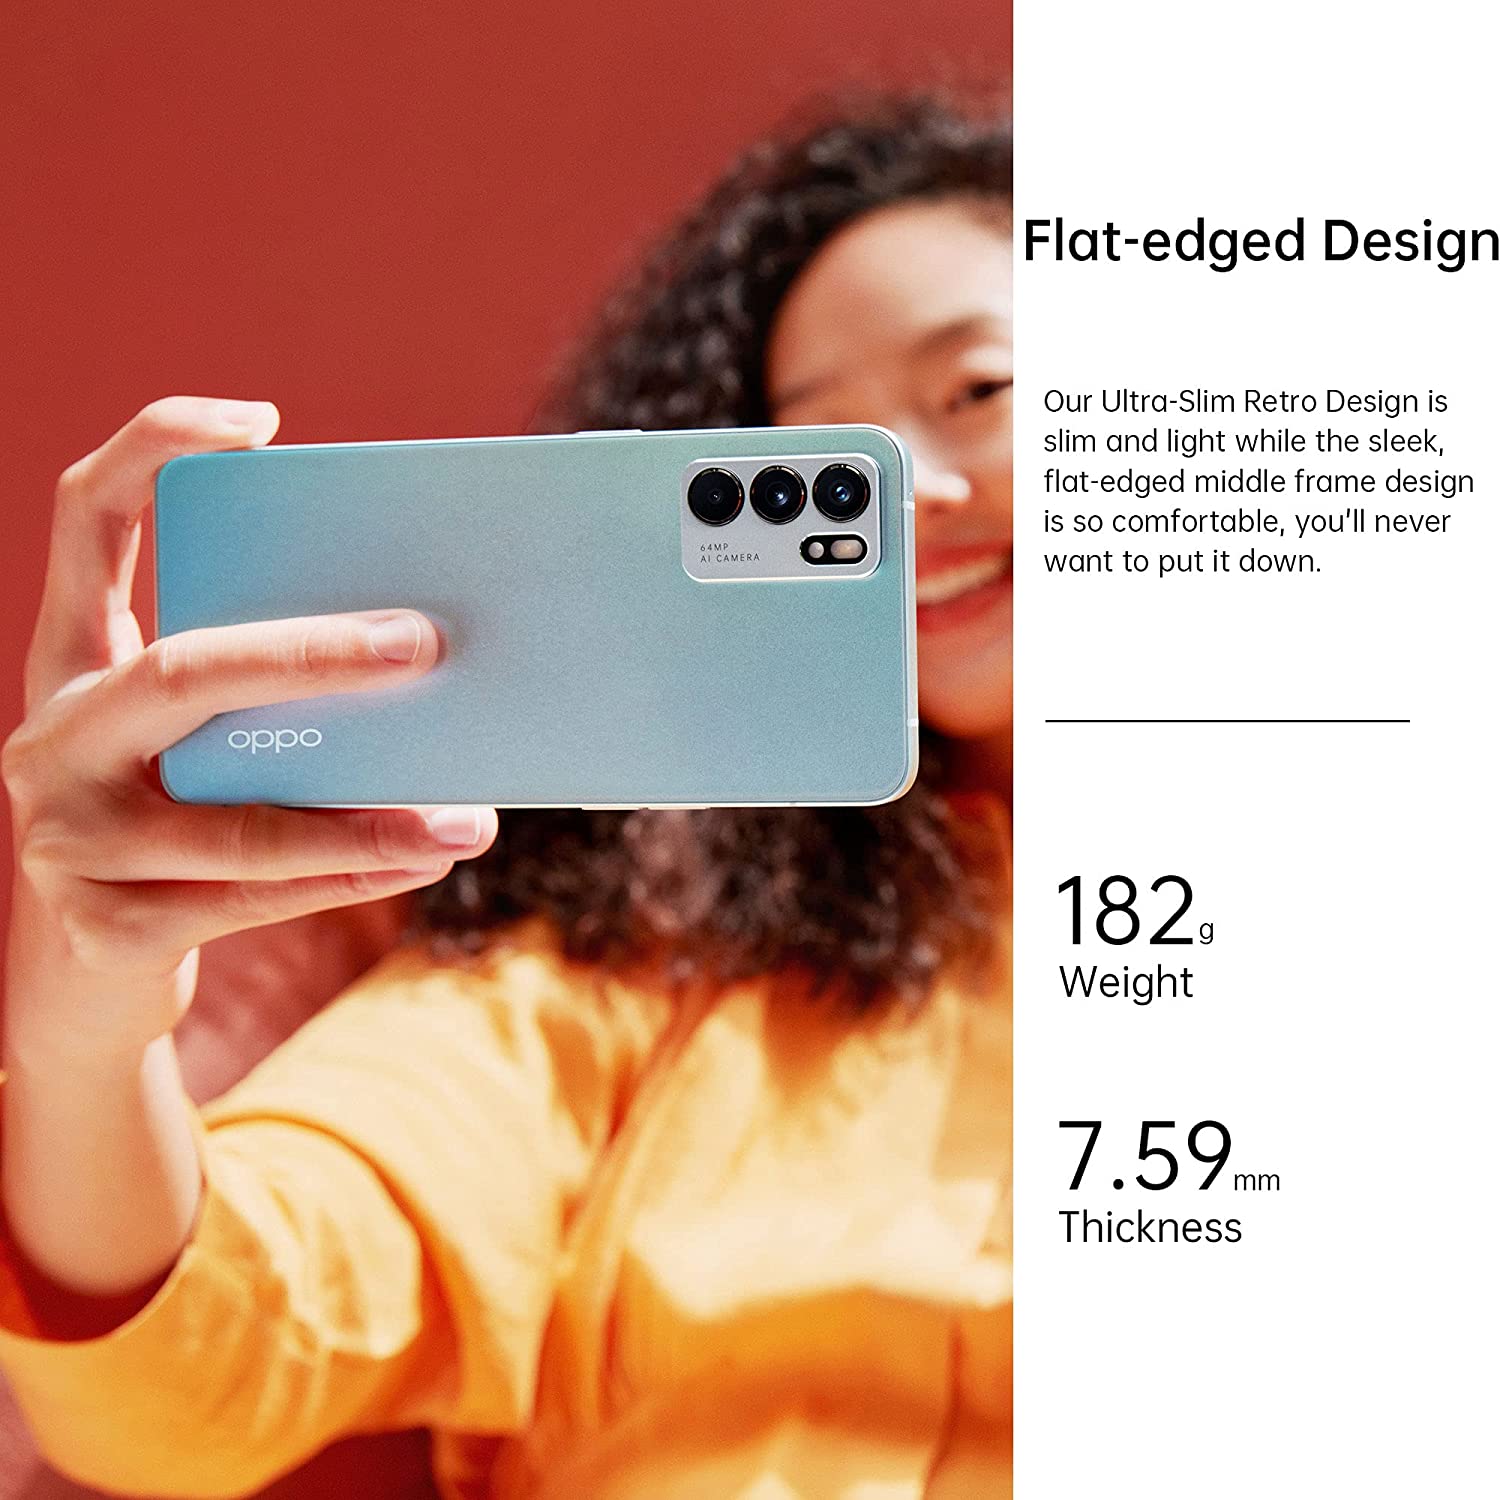 Flat-edged Design
Our Ultra-Slim Retro Design is
slim and light while the sleek,
flat-edged middle frame design
is so comfortable, you'll never
want to put it down.
64MP
AI CAMERA
oppo
182g
Weight
7.59mm
Thickness